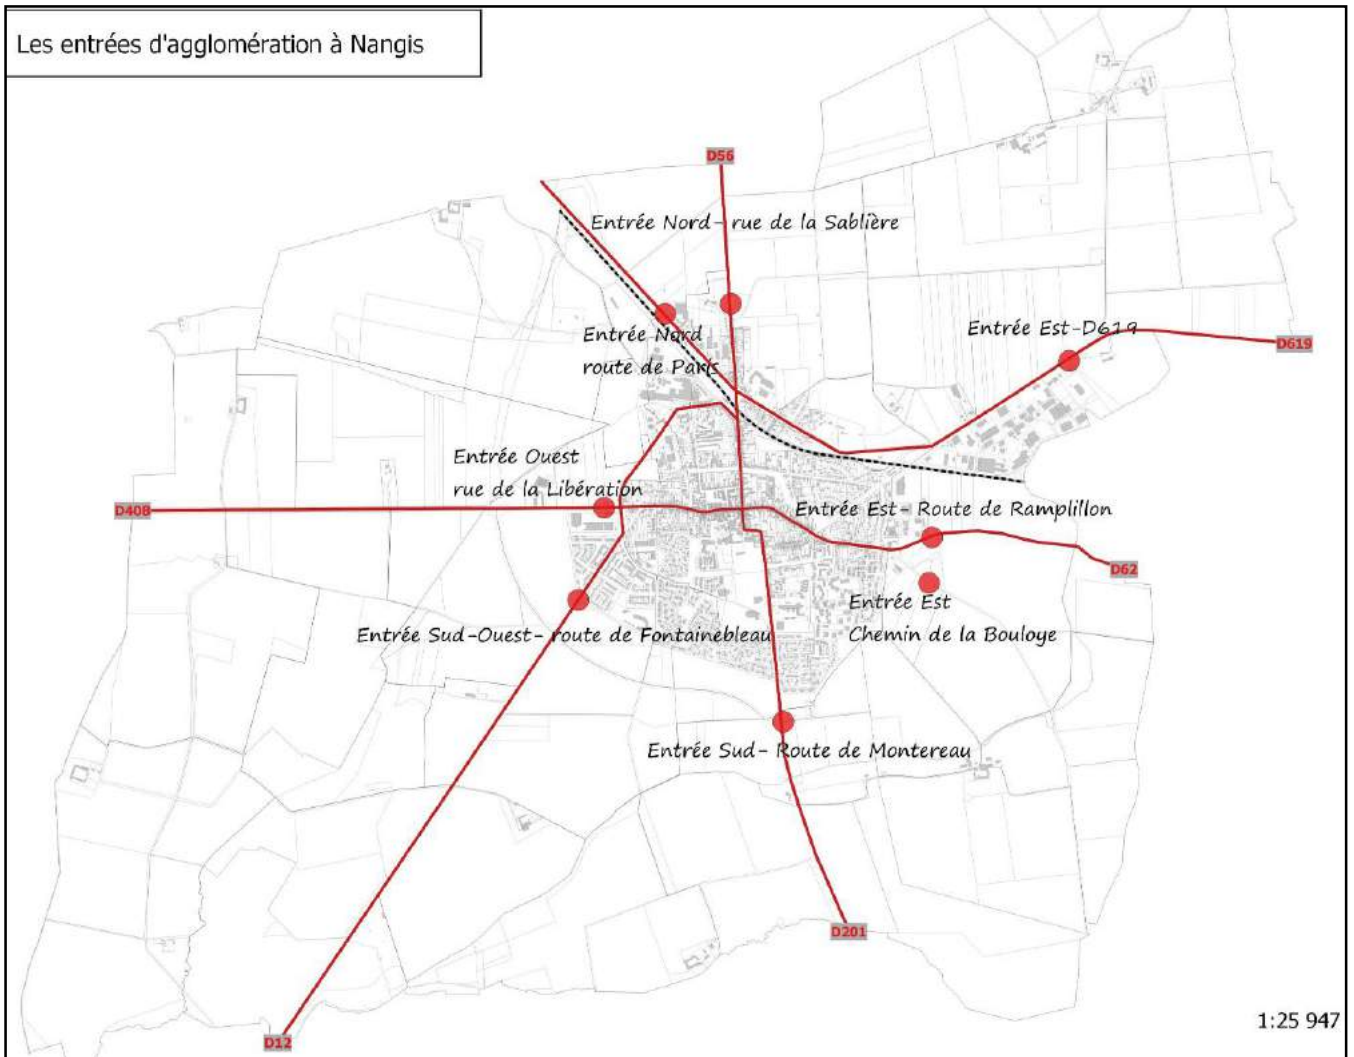 Les entrées d'agglomération à Nangis
D56
Entrée Nord- rue de la Sablière
Entrée Nord
route de Paris
Entrée Est-D619
D619
Entrée Ouest
rue de la Libération
D408
Entrée Est- Route de Ramplillon
D62
Entrée Est
Chemin de la Bouloye
Entrée Sud-Ouest- route de Fontainebleau
Entrée Sud- Route de Montereau
D201
1:25 947
D12